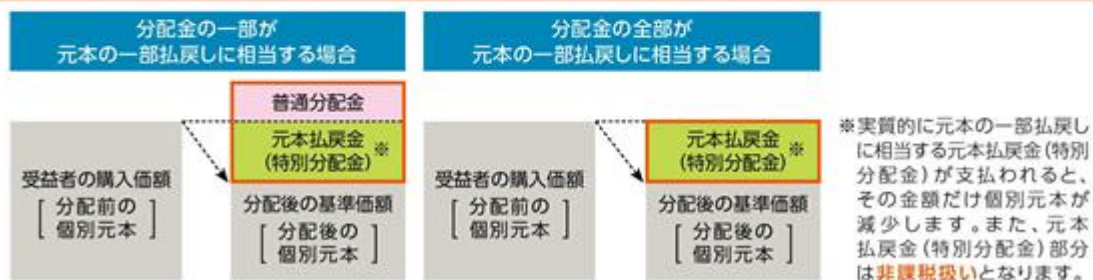 分配金の一部が
元本の一部払戻しに相当する場合
普通分配金
元本払戻金
(特別分配金)
※
受益者の購入価額
[ 分配前の
個別元本 ]
分配後の基準価額
[ 分配後の
個別元本 ]
分配金の全部が
元本の一部払戻しに相当する場合
元本払戻金
(特別分配金)
※
受益者の購入価額
[ 分配前の
個別元本 ]
分配後の基準価額
[ 分配後の
個別元本 ]
※実質的に元本の一部払戻し
に相当する元本払戻金(特別
分配金)が支払われると、
その金額だけ個別元本が
減少します。また、元本
払戻金(特別分配金)部分
は非課税扱いとなります。